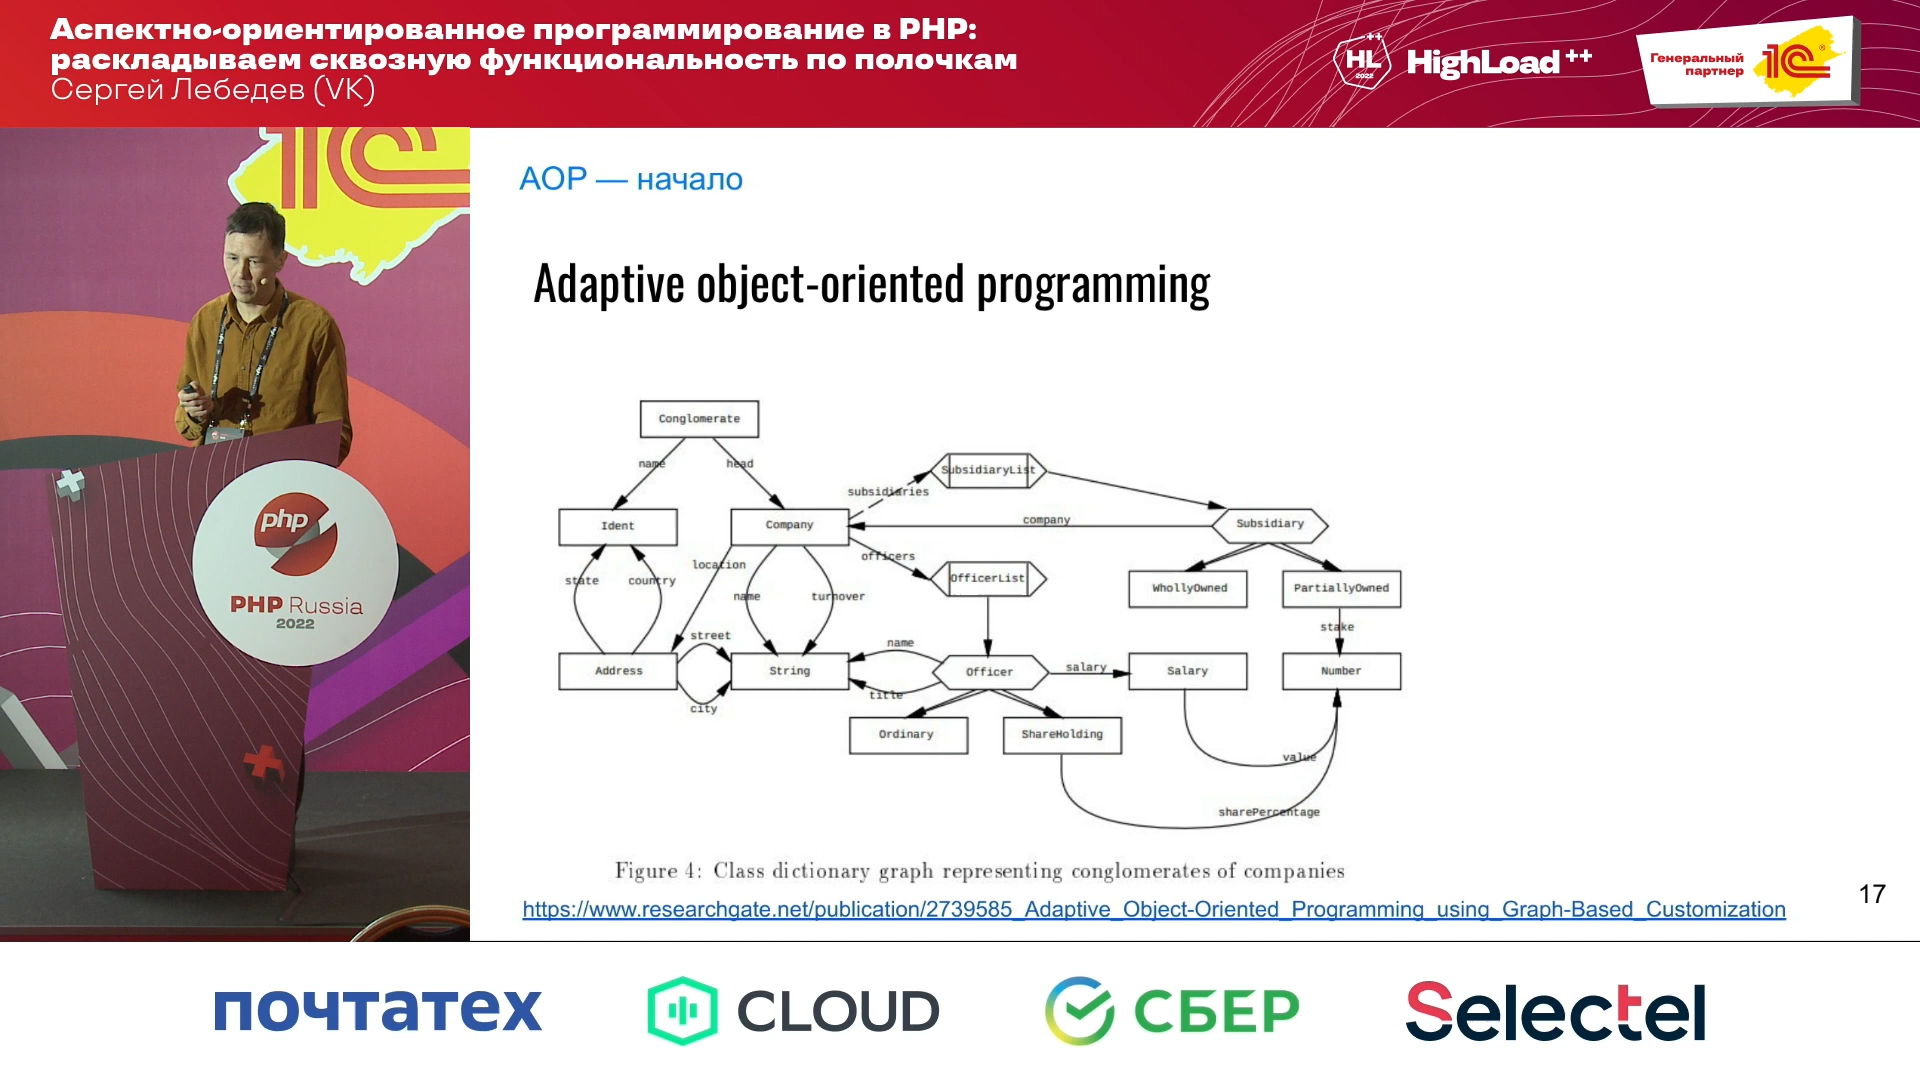 Аспектно-ориентированное программирование в PHP:
раскладываем сквозную функциональность по полочкам
Сергей Лебедев (VK)
HL++
2022
HighLoad++
Генеральный
партнер
1С
АОР — начало
Adaptive object-oriented programming
Conglomerate
name
head
SubsidiaryList
subsidiaries
Ident
Company
company
Subsidiary
officers
location
state
country
OfficerList
WhollyOwned
PartiallyOwned
name
turnover
stake
street
name
Address
String
Officer
salary
Salary
Number
title
city
Ordinary
ShareHolding
value
sharePercentage
Figure 4: Class dictionary graph representing conglomerates of companies
https://www.researchgate.net/publication/2739585_Adaptive_Object-Oriented_Programming_using_Graph-Based_Customization
17
1С
php
PHP Russia
2022
почтатех
CLOUD
СБЕР
Selectel